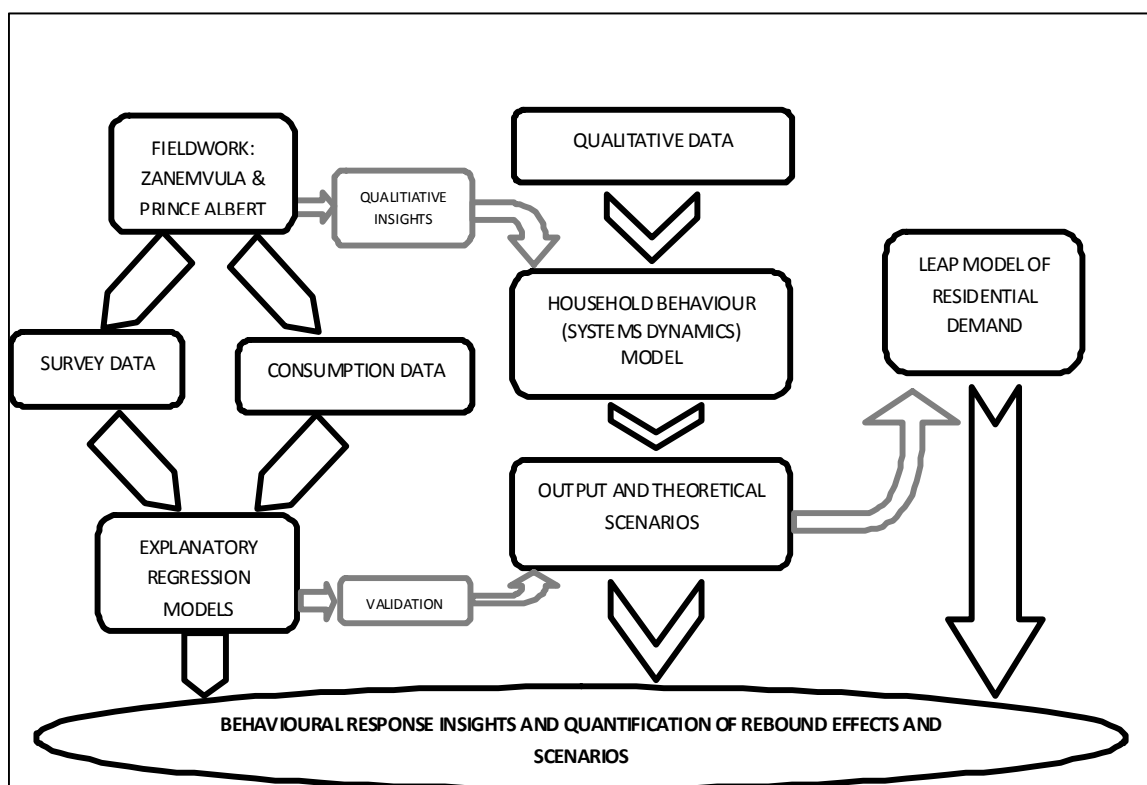 FIELDWORK:
ZANEMVULA &
PRINCE ALBERT
QUALITIATIVE
INSIGHTS
QUALITATIVE DATA
SURVEY DATA
CONSUMPTION DATA
HOUSEHOLD BEHAVIOUR
(SYSTEMS DYNAMICS)
MODEL
LEAP MODEL OF
RESIDENTIAL
DEMAND
EXPLANATORY
REGRESSION
MODELS
VALIDATION
OUTPUT AND THEORETICAL
SCENARIOS
BEHAVIOURAL RESPONSE INSIGHTS AND QUANTIFICATION OF REBOUND EFFECTS AND
SCENARIOS